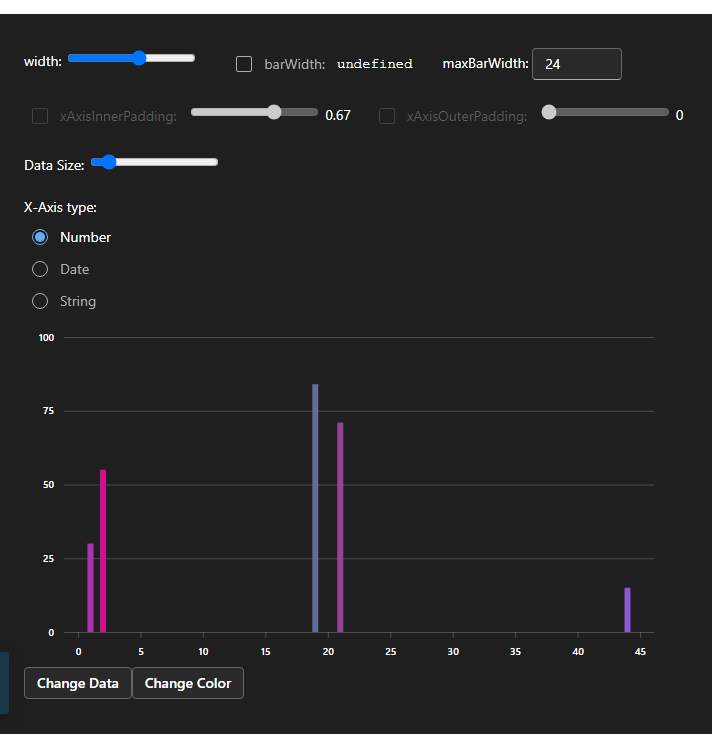 width: barWidth: undefined maxBarWidth: 24
xAxisInnerPadding: 0.67 xAxisOuterPadding: 0
Data Size:
X-Axis type:
Number
Date
String
100
75
50
25
0
0 5 10 15 20 25 30 35 40 45
Change Data Change Color